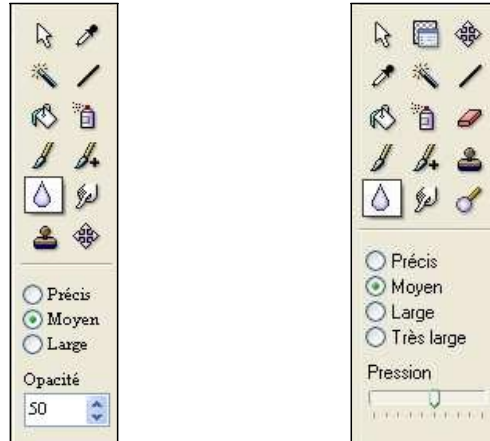 Précis
Moyen
Large
Opacité
50
Précis
Moyen
Large
Très large
Pression